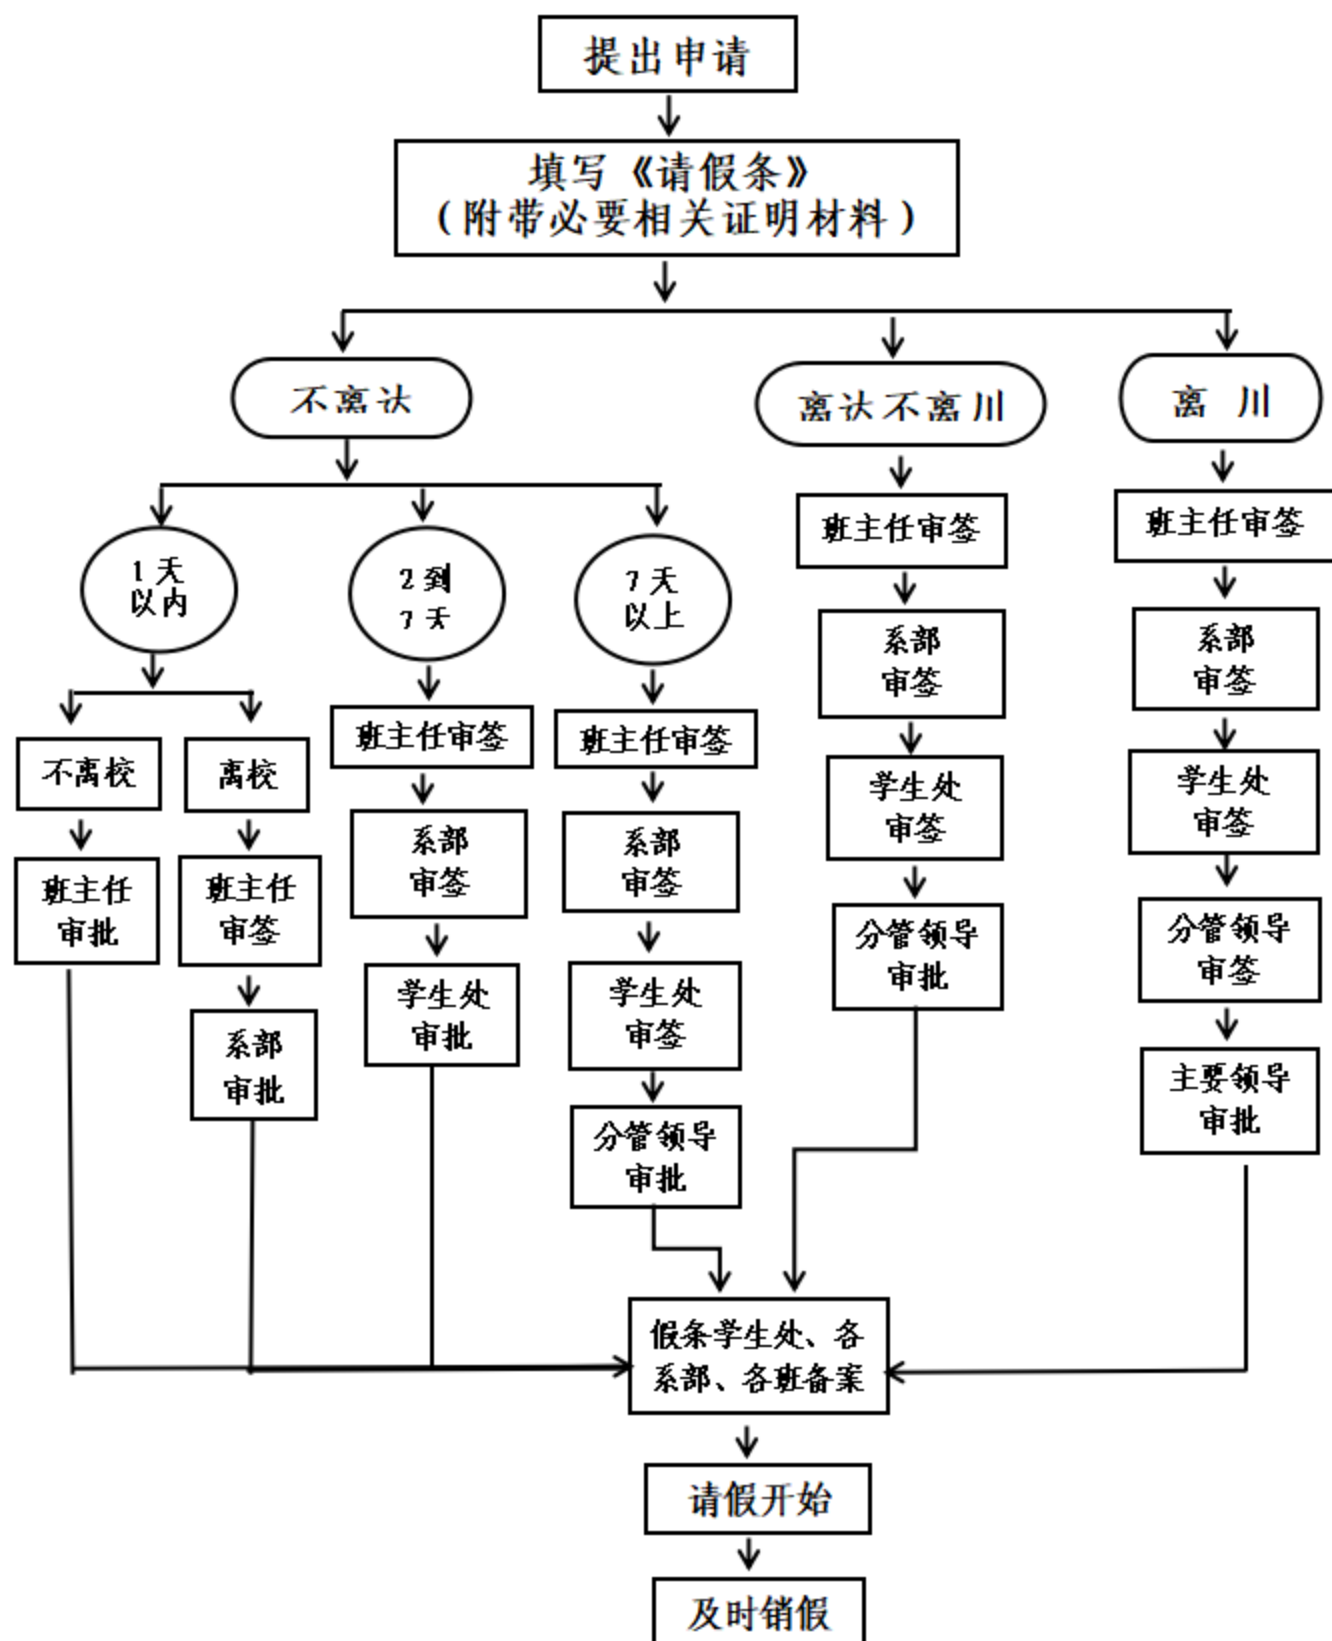 提出申请
填写《请假条》
（附带必要相关证明材料）
不离达
离达不离川
离 川
1天
以内
2到
7天
7天
以上
不离校
班主任
审批
离校
班主任
审签
系部
审批
班主任审签
系部
审签
学生处
审批
班主任审签
系部
审签
学生处
审签
分管领导
审批
班主任审签
系部
审签
学生处
审签
分管领导
审批
班主任审签
系部
审签
学生处
审签
分管领导
审签
主要领导
审批
假条学生处、各
系部、各班备案
请假开始
及时销假